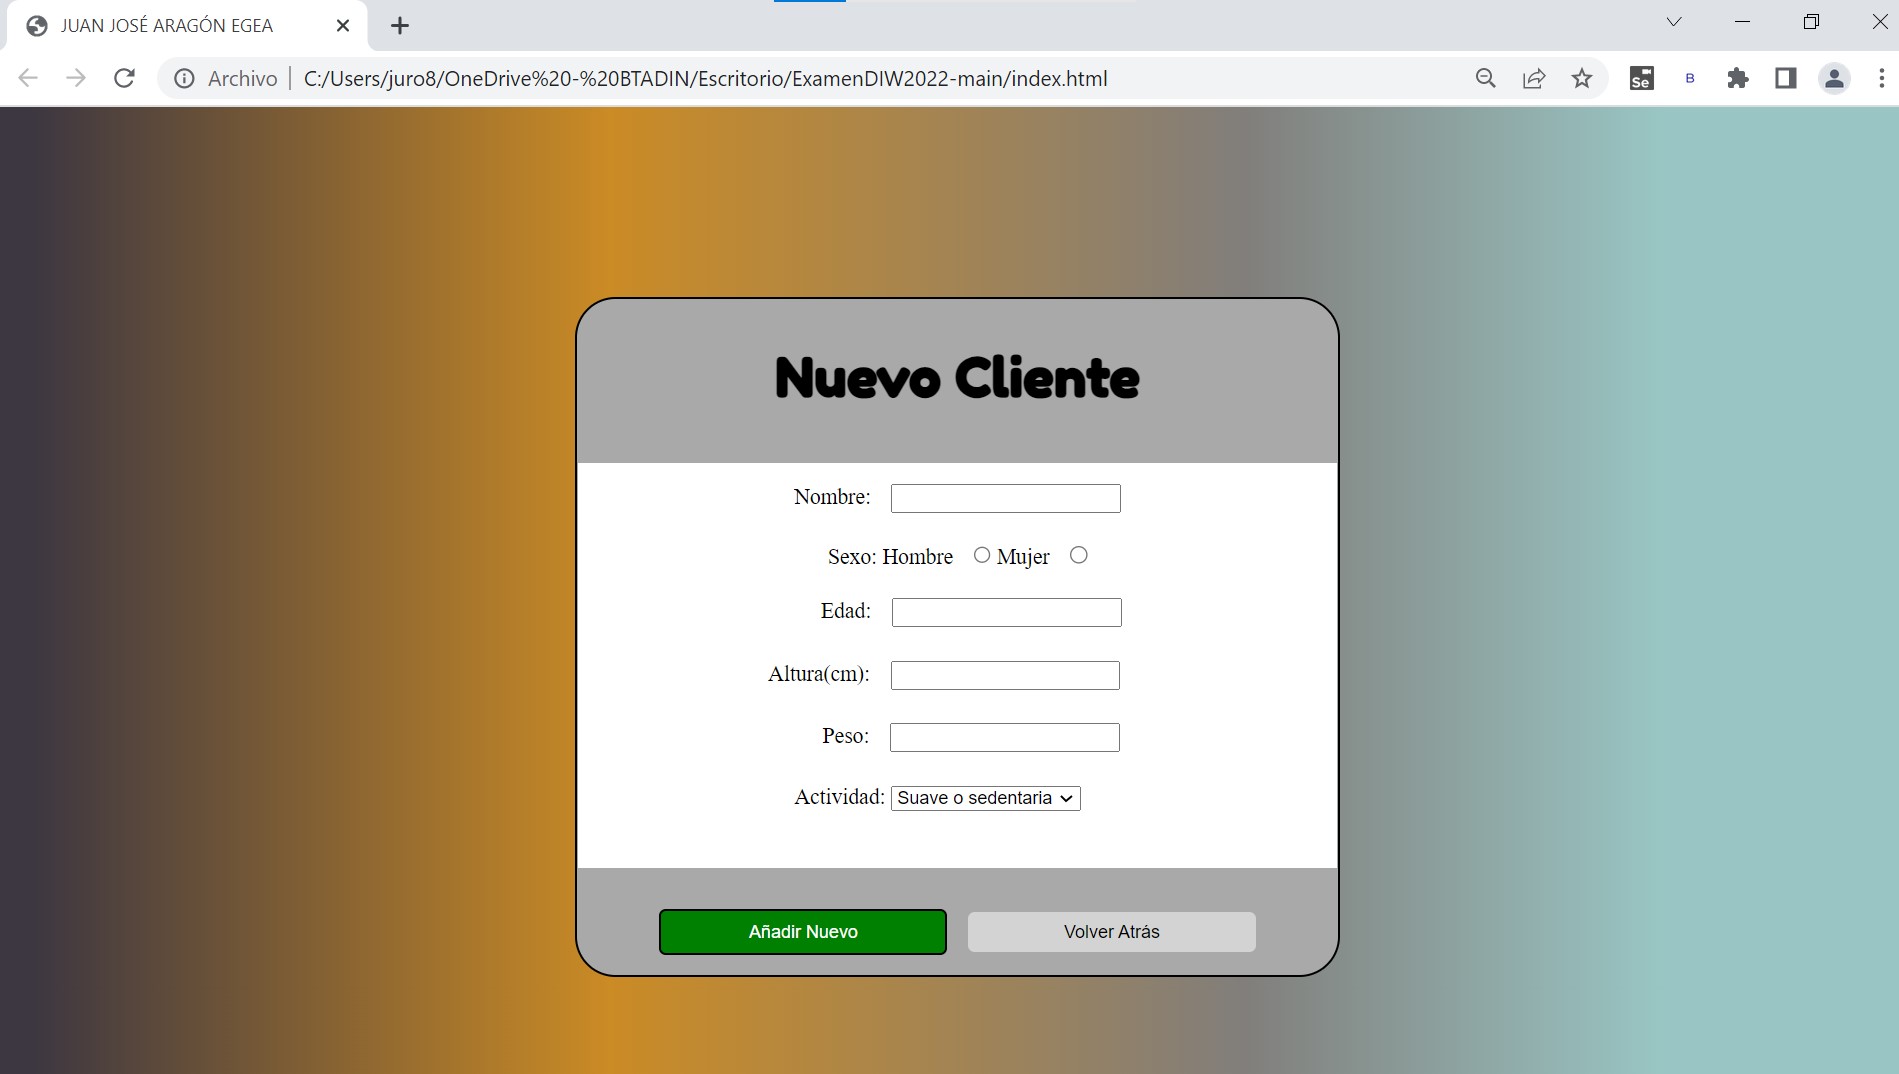 JUAN JOSÉ ARAGÓN EGEA
Archivo C:/Users/juro8/OneDrive%20-%20BTADIN/Escritorio/ExamenDIW2022-main/index.html Se B
Nuevo Cliente
Nombre:
Sexo: Hombre Mujer
Edad:
Altura(cm):
Peso:
Actividad: Suave o sedentaria
Añadir Nuevo Volver Atrás